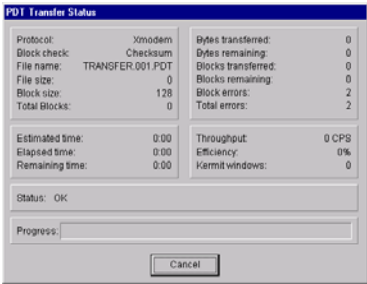 PDT Transfer Status
Protocol: Xmodem
Block check: Checksum
File name: TRANSFER.001.PDT
File size: 0
Block size: 128
Total Blocks: 0
Bytes transferred: 0
Bytes remaining: 0
Blocks transferred: 0
Blocks remaining: 0
Block errors: 2
Total errors: 2
Estimated time: 0:00
Elapsed time: 0:00
Remaining time: 0:00
Throughput: 0 CPS
Efficiency: 0%
Kermit windows: 0
Status: OK
Progress:
Cancel